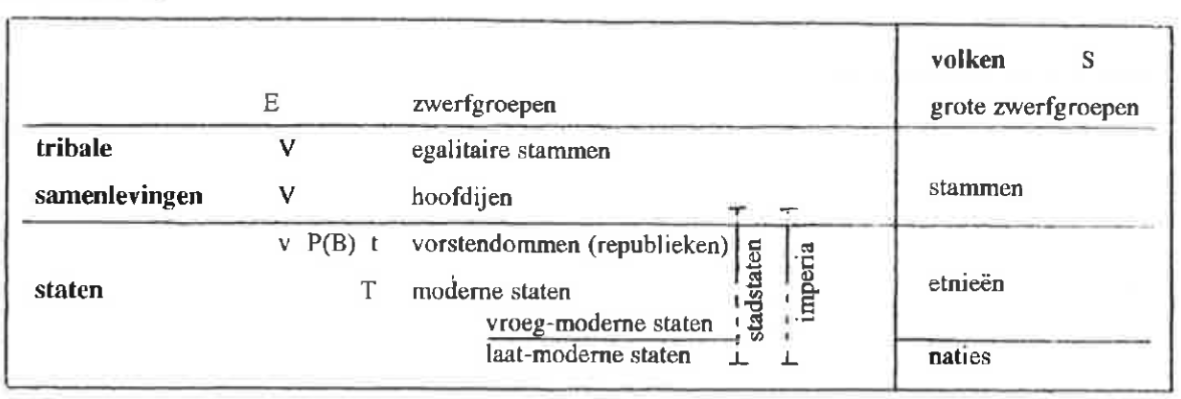 volken S
E zwerfgroepen grote zwerfgroepen
tribale V egalitaire stammen
samenlevingen V hoofdijen stammen
v P(B) t vorstendommen (republieken)
staten T moderne staten etnieën
vroeg-moderne staten
laat-moderne staten naties
stadstaten
imperia